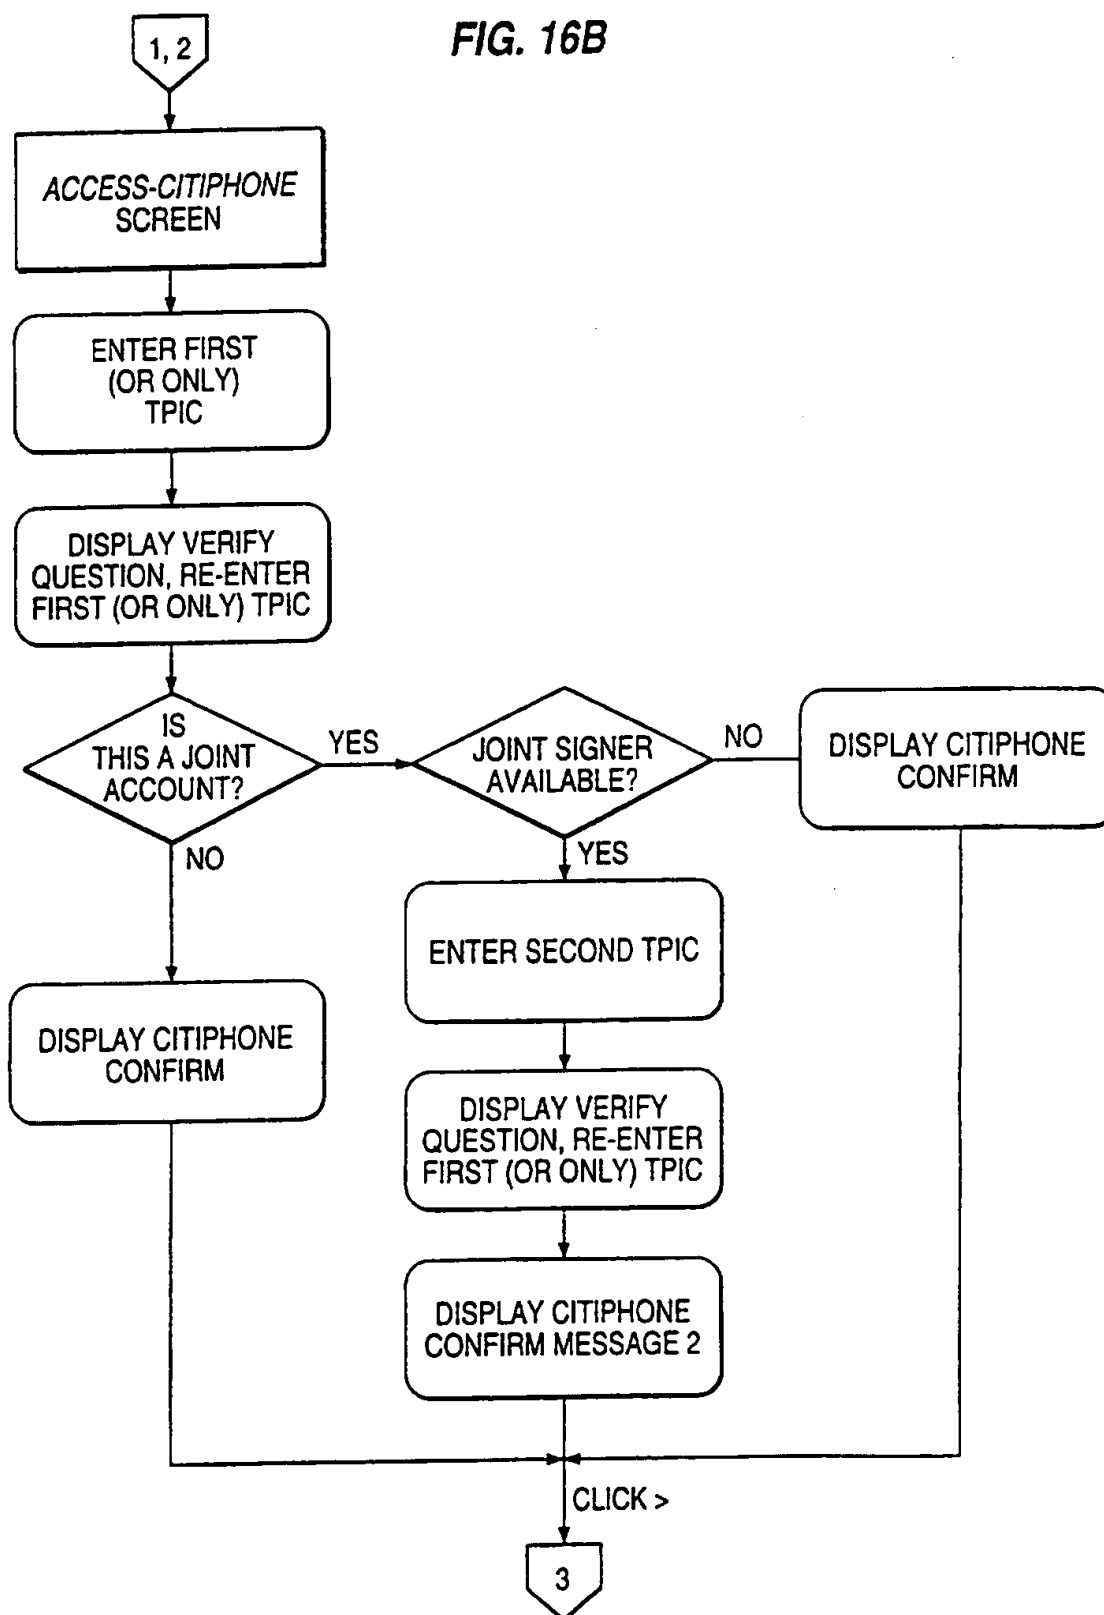 FIG. 16B
1, 2
ACCESS-CITIPHONE
SCREEN
ENTER FIRST
(OR ONLY)
TPIC
DISPLAY VERIFY
QUESTION, RE-ENTER
FIRST (OR ONLY) TPIC
IS
THIS A JOINT
ACCOUNT?
YES
JOINT SIGNER
AVAILABLE?
NO
DISPLAY CITIPHONE
CONFIRM
NO
YES
ENTER SECOND TPIC
DISPLAY CITIPHONE
CONFIRM
DISPLAY VERIFY
QUESTION, RE-ENTER
FIRST (OR ONLY) TPIC
DISPLAY CITIPHONE
CONFIRM MESSAGE 2
CLICK >
3